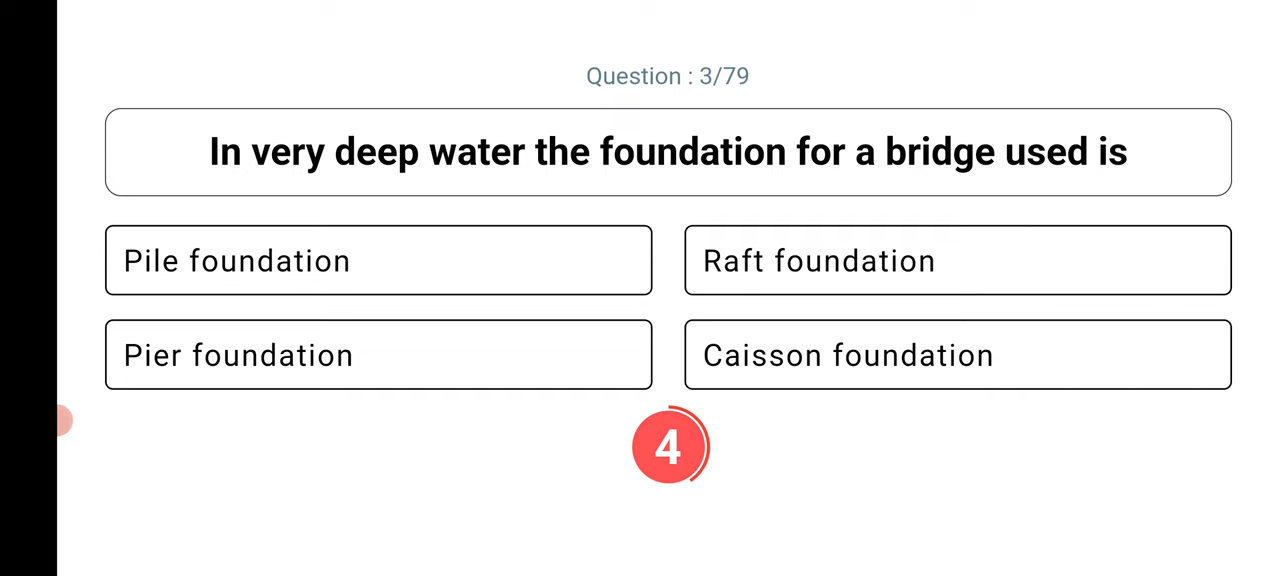 Question : 3/79
In very deep water the foundation for a bridge used is
Pile foundation
Raft foundation
Pier foundation
Caisson foundation
4